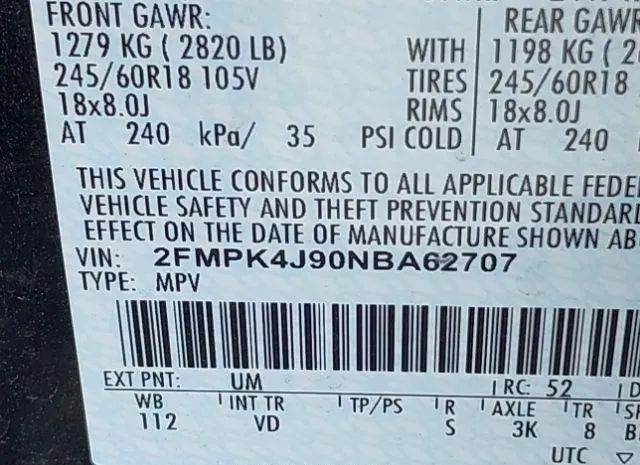 FRONT GAWR: REAR GAWR
1279 KG ( 2820 LB) WITH 1198 KG (
245/60R18 105V TIRES 245/60R18
18x8.0J RIMS 18x8.0J
AT 240 kPa/ 35 PSI COLD AT 240
THIS VEHICLE CONFORMS TO ALL APPLICABLE FEDE
VEHICLE SAFETY AND THEFT PREVENTION STANDAR
EFFECT ON THE DATE OF MANUFACTURE SHOWN AB
VIN: 2FMPK4J90NBA62707
TYPE: MPV
EXT PNT: UM RC: 52 D
WB INT TR TP/PS R AXLE TR SP
112 VD S 3K 8 B
UTC